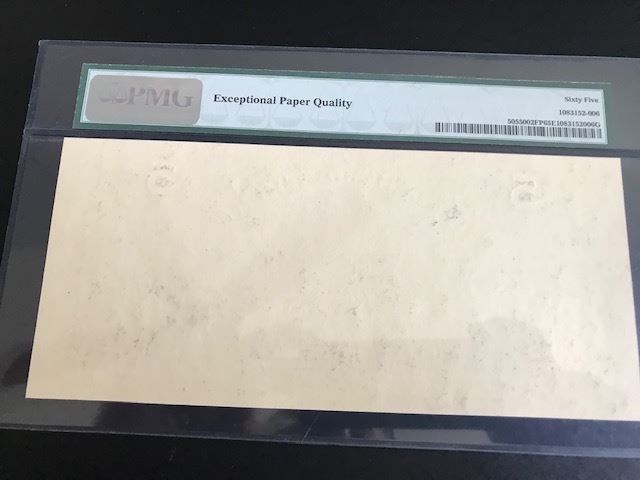 PMG
Exceptional Paper Quality
Sixty Five
1083152-006
5055002FP65E1083152006G